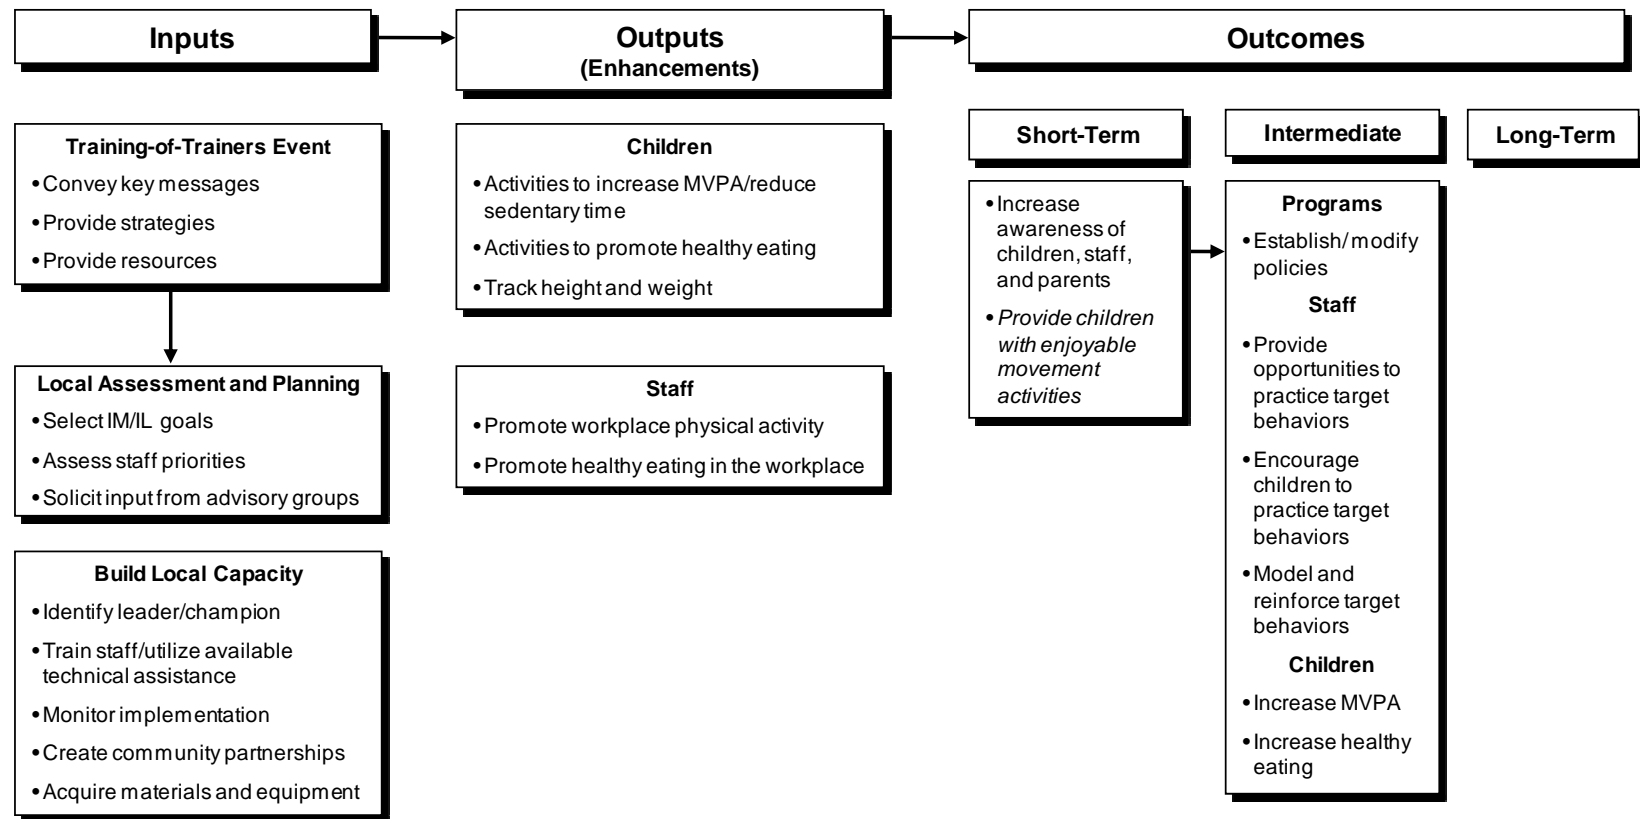 Inputs
Outputs
(Enhancements)
Outcomes
Training-of-Trainers Event
•Convey key messages
•Provide strategies
•Provide resources
Local Assessment and Planning
•Select IM/IL goals
•Assess staff priorities
•Solicit input from advisory groups
Build Local Capacity
•Identify leader/champion
•Train staff/utilize available
technical assistance
•Monitor implementation
•Create community partnerships
•Acquire materials and equipment
Children
•Activities to increase MVPA/reduce
sedentary time
•Activities to promote healthy eating
•Track height and weight
Staff
•Promote workplace physical activity
•Promote healthy eating in the workplace
Short-Term
•Increase
awareness of
children, staff,
and parents
•Provide children
with enjoyable
movement
activities
Intermediate
Programs
•Establish/modify
policies
Staff
•Provide
opportunities to
practice target
behaviors
•Encourage
children to
practice target
behaviors
•Model and
reinforce target
behaviors
Children
•Increase MVPA
•Increase healthy
eating
Long-Term